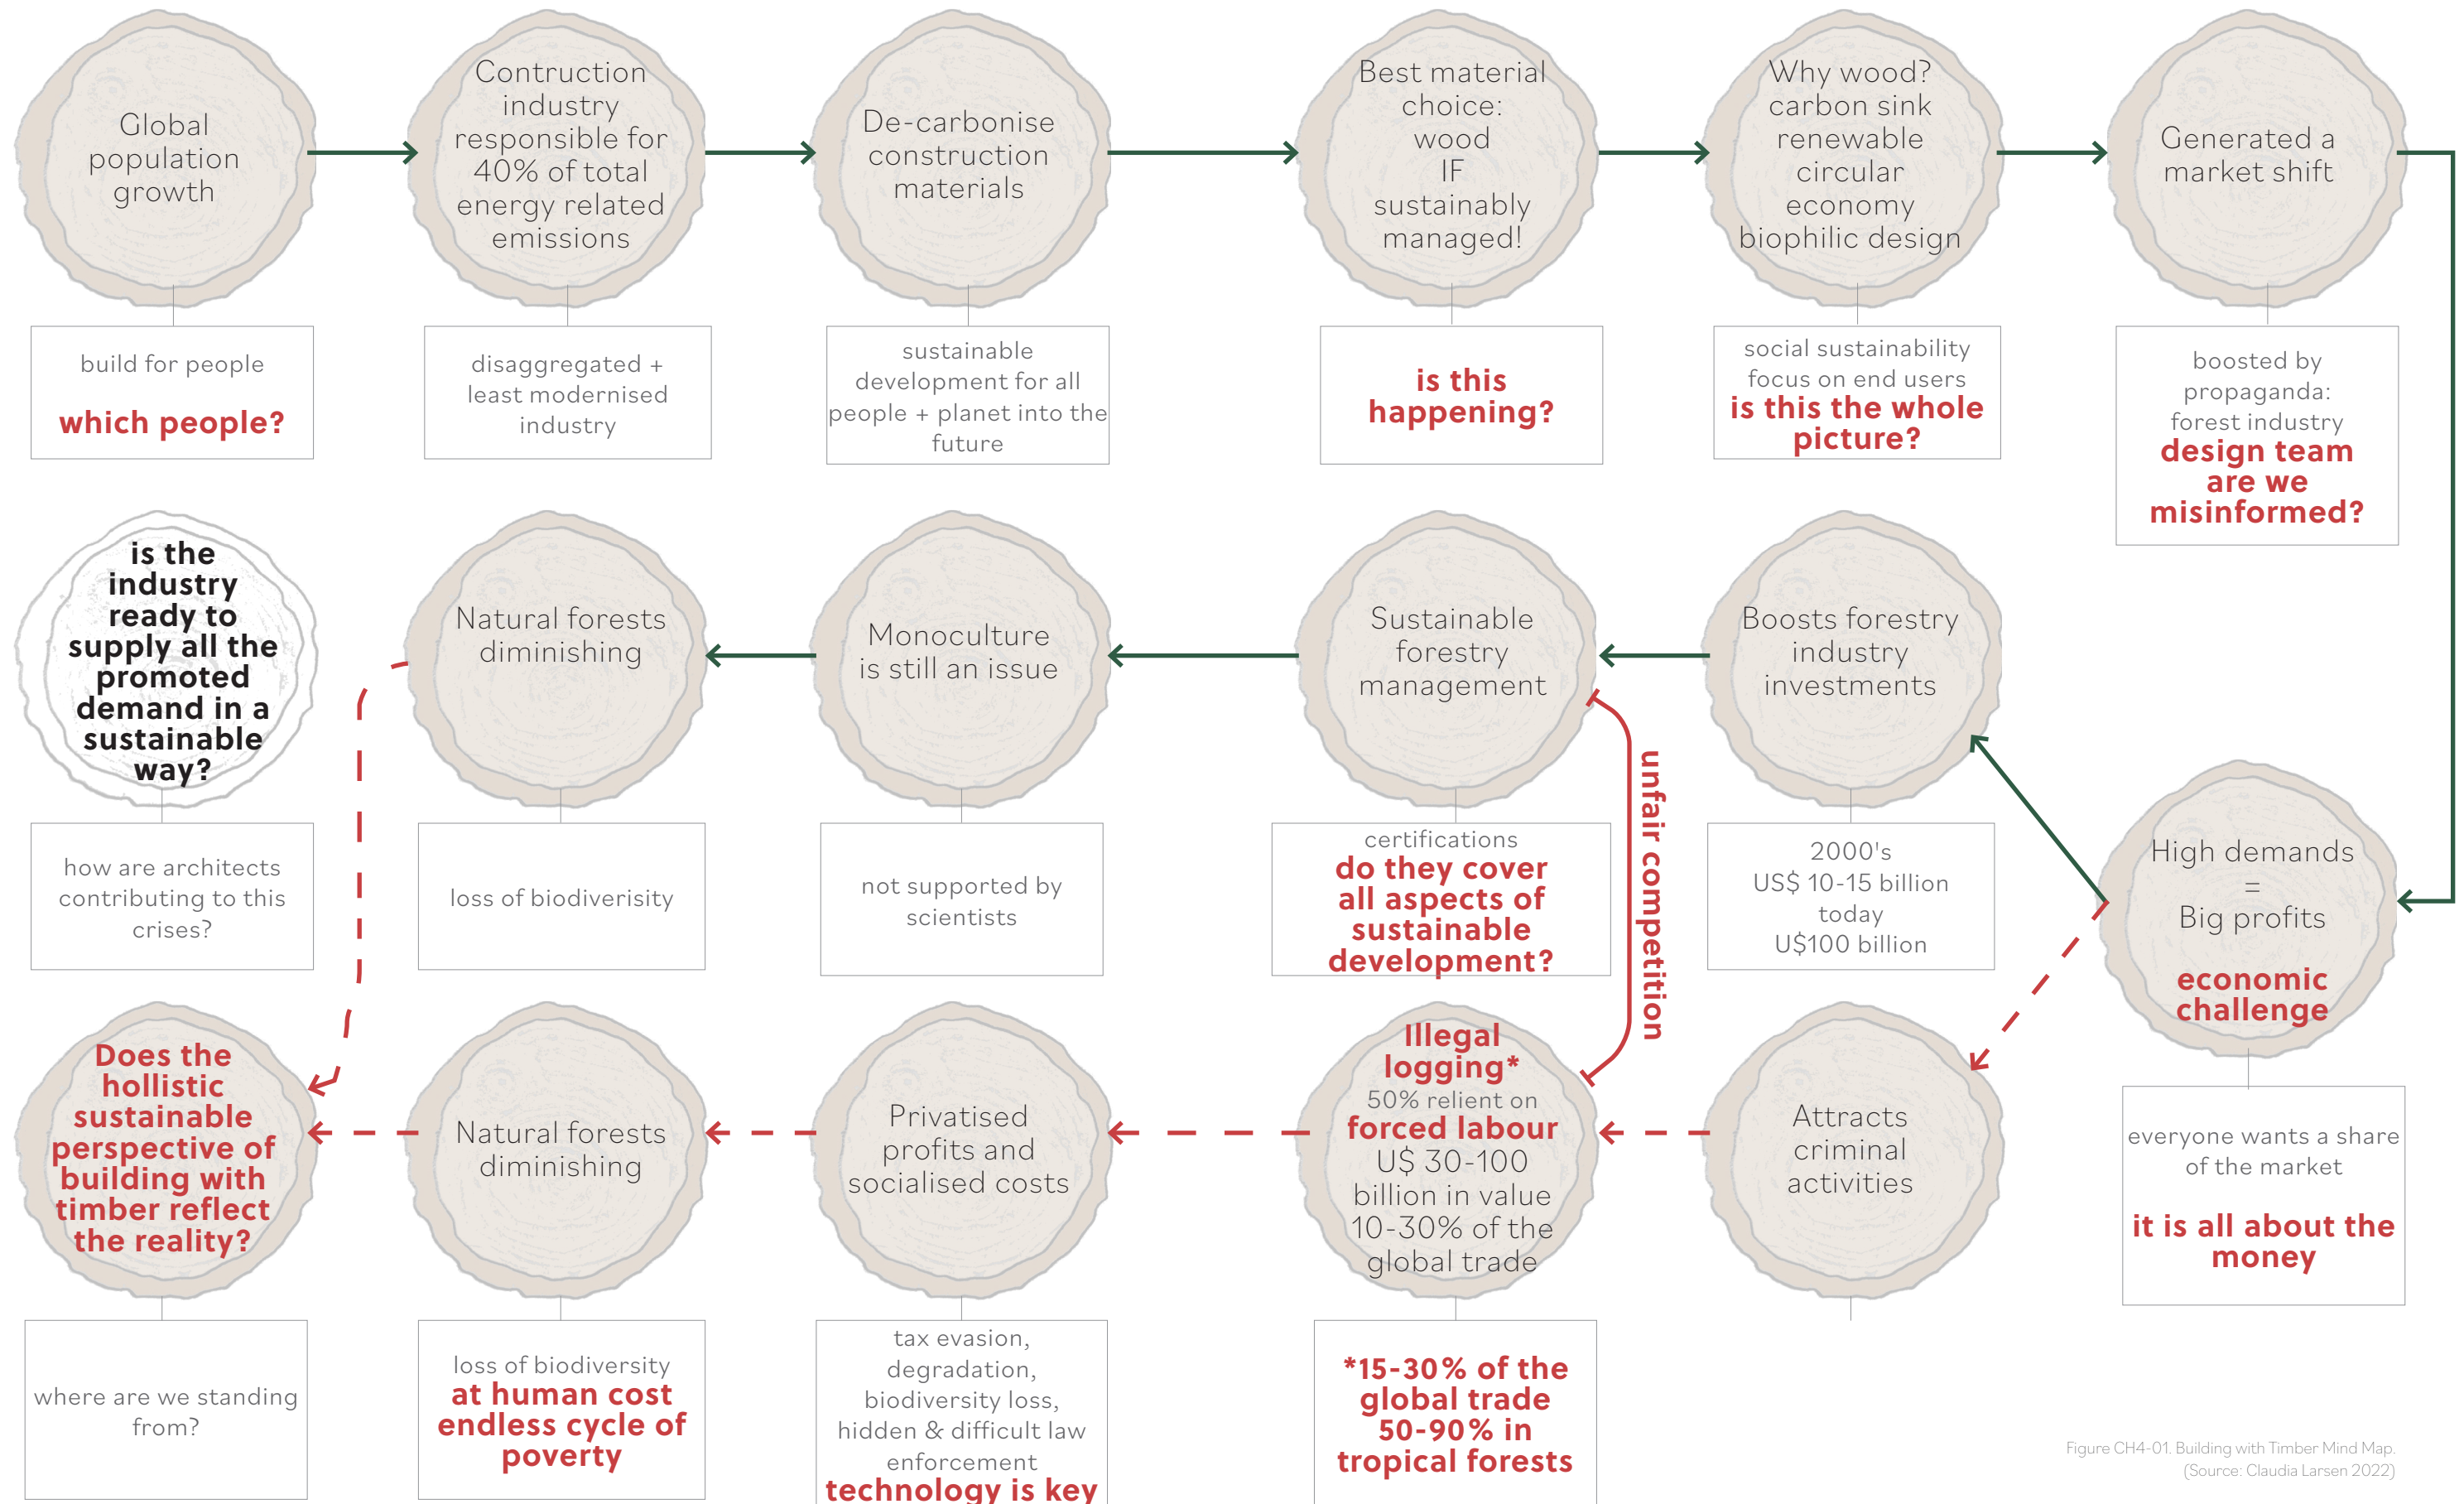 Global
population
growth
build for people
which people?
Contruction
industry
responsible for
40% of total
energy related
emissions
disaggregated +
least modernised
industry
De-carbonise
construction
materials
sustainable
development for all
people + planet into the
future
Best material
choice:
wood
IF
sustainably
managed!
is this
happening?
Why wood?
carbon sink
renewable
circular
economy
biophilic design
social sustainability
focus on end users
is this the whole
picture?
Generated a
market shift
boosted by
propaganda:
forest industry
design team
are we
misinformed?
High demands
=
Big profits
economic
challenge
everyone wants a share
of the market
it is all about the
money
Boosts forestry
industry
investments
2000's
US$ 10-15 billion
today
U$100 billion
Sustainable
forestry
management
certifications
do they cover
all aspects of
sustainable
development?
unfair competition
Monoculture
is still an issue
not supported by
scientists
Natural forests
diminishing
loss of biodiverisity
is the
industry
ready to
supply all the
promoted
demand in a
sustainable
way?
how are architects
contributing to this
crises?
Attracts
criminal
activities
Illegal
logging*
50% relient on
forced labour
U$ 30-100
billion in value
10-30% of the
global trade
*15-30% of the
global trade
50-90% in
tropical forests
Privatised
profits and
socialised costs
tax evasion,
degradation,
biodiversity loss,
hidden & difficult law
enforcement
technology is key
Natural forests
diminishing
loss of biodiversity
at human cost
endless cycle of
poverty
Does the
hollistic
sustainable
perspective of
building with
timber reflect
the reality?
where are we standing
from?
Figure CH4-01. Building with Timber Mind Map.
(Source: Claudia Larsen 2022)